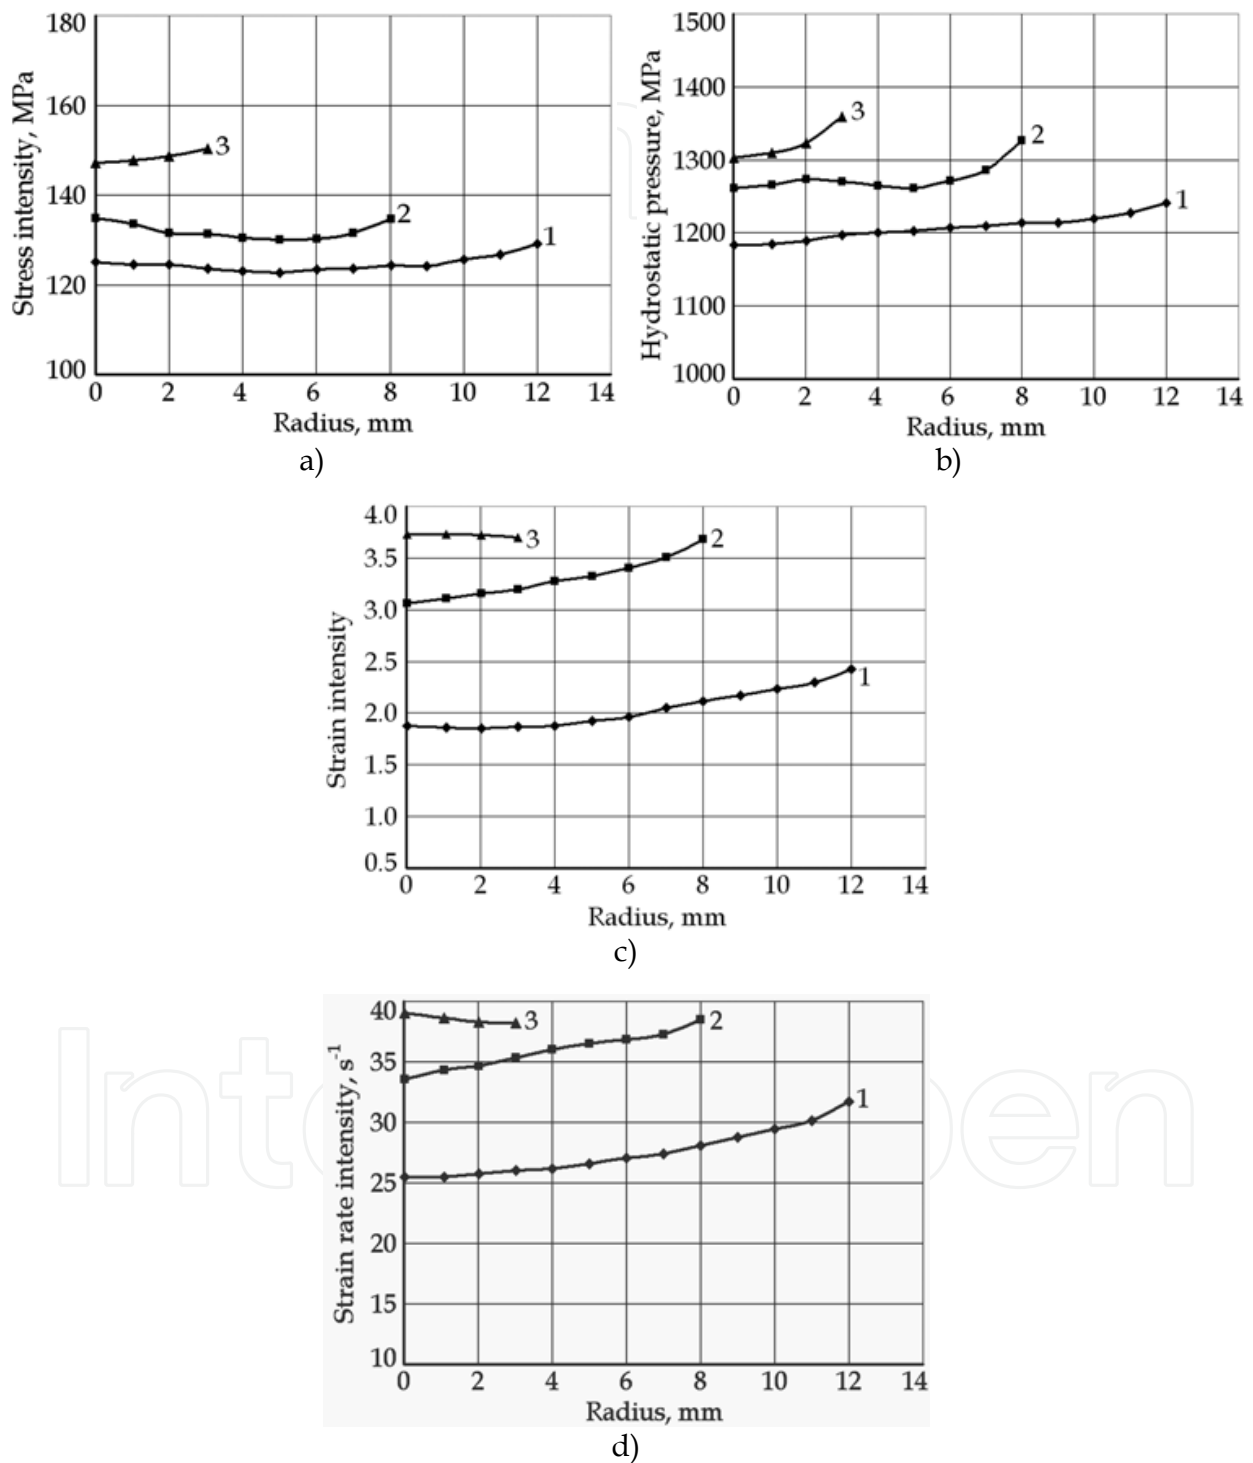 180
160
140
120
100
Stress intensity, MPa
3
2
1
0 2 4 6 8 10 12 14
Radius, mm
a)
1500
1400
1300
1200
1100
1000
Hydrostatic pressure, MPa
3
2
1
0 2 4 6 8 10 12 14
Radius, mm
b)
4.0
3.5
3.0
2.5
2.0
1.5
1.0
0.5
Strain intensity
3
2
1
0 2 4 6 8 10 12 14
Radius, mm
c)
40
35
30
25
20
15
10
Strain rate intensity, s⁻¹
3
2
1
0 2 4 6 8 10 12 14
Radius, mm
d)